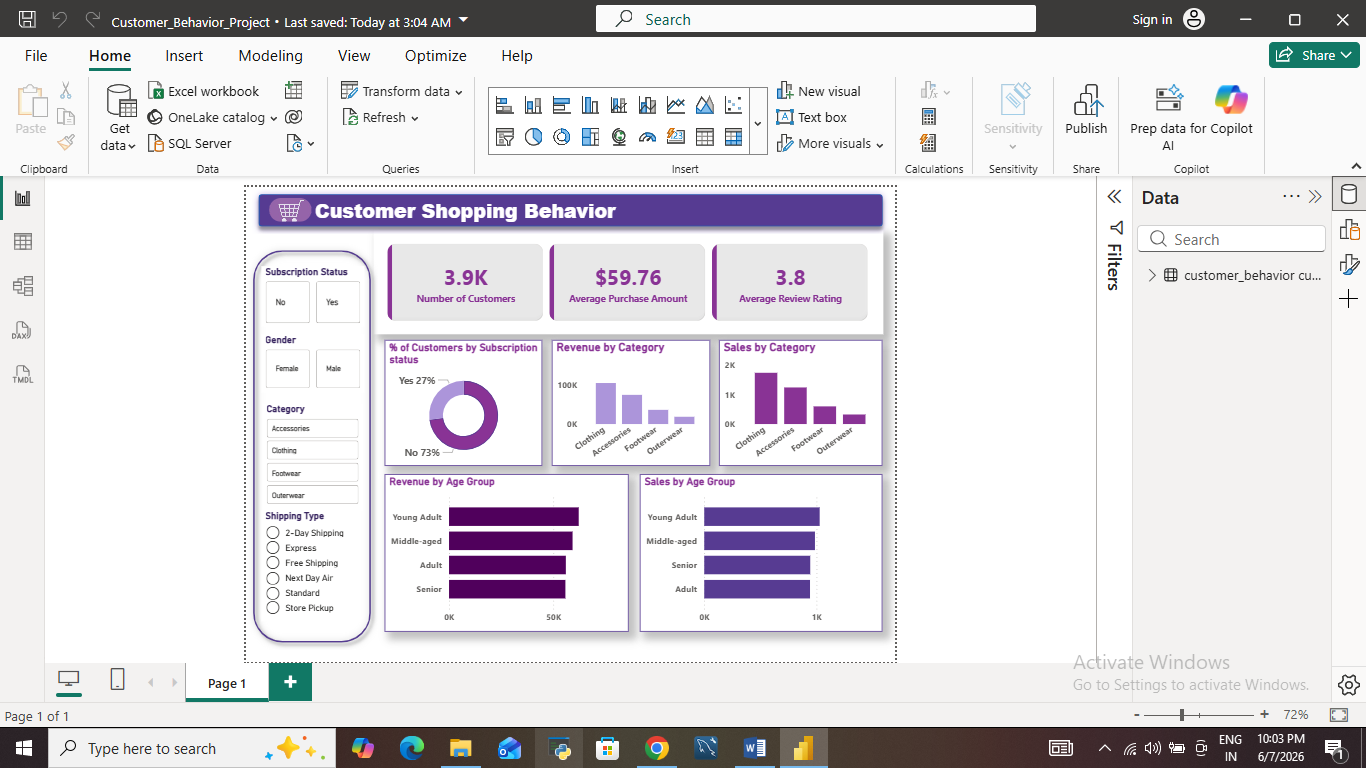 Customer_Behavior_Project • Last saved: Today at 3:04 AM
Search
Sign in
File
Home
Insert
Modeling
View
Optimize
Help
Share
Paste
Clipboard
Get data
Excel workbook
OneLake catalog
SQL Server
Data
Transform data
Refresh
Queries
Insert
New visual
Text box
More visuals
Calculations
Sensitivity
Sensitivity
Publish
Share
Prep data for AI
Copilot
Copilot
Customer Shopping Behavior
Subscription Status
No
Yes
Gender
Female
Male
Category
Accessories
Clothing
Footwear
Outerwear
Shipping Type
2-Day Shipping
Express
Free Shipping
Next Day Air
Standard
Store Pickup
3.9K
Number of Customers
$59.76
Average Purchase Amount
3.8
Average Review Rating
% of Customers by Subscription
status
Yes 27%
No 73%
Revenue by Category
100K
0K
Clothing
Accessories
Footwear
Outerwear
Sales by Category
2K
1K
0K
Clothing
Accessories
Footwear
Outerwear
Revenue by Age Group
Young Adult
Middle-aged
Adult
Senior
0K
50K
Sales by Age Group
Young Adult
Middle-aged
Senior
Adult
0K
1K
Filters
Data
Search
customer_behavior cu...
DAX
TMDL
Page 1
Activate Windows
Go to Settings to activate Windows.
Page 1 of 1
72%
Type here to search
ENG
IN
10:03 PM
6/7/2026
1